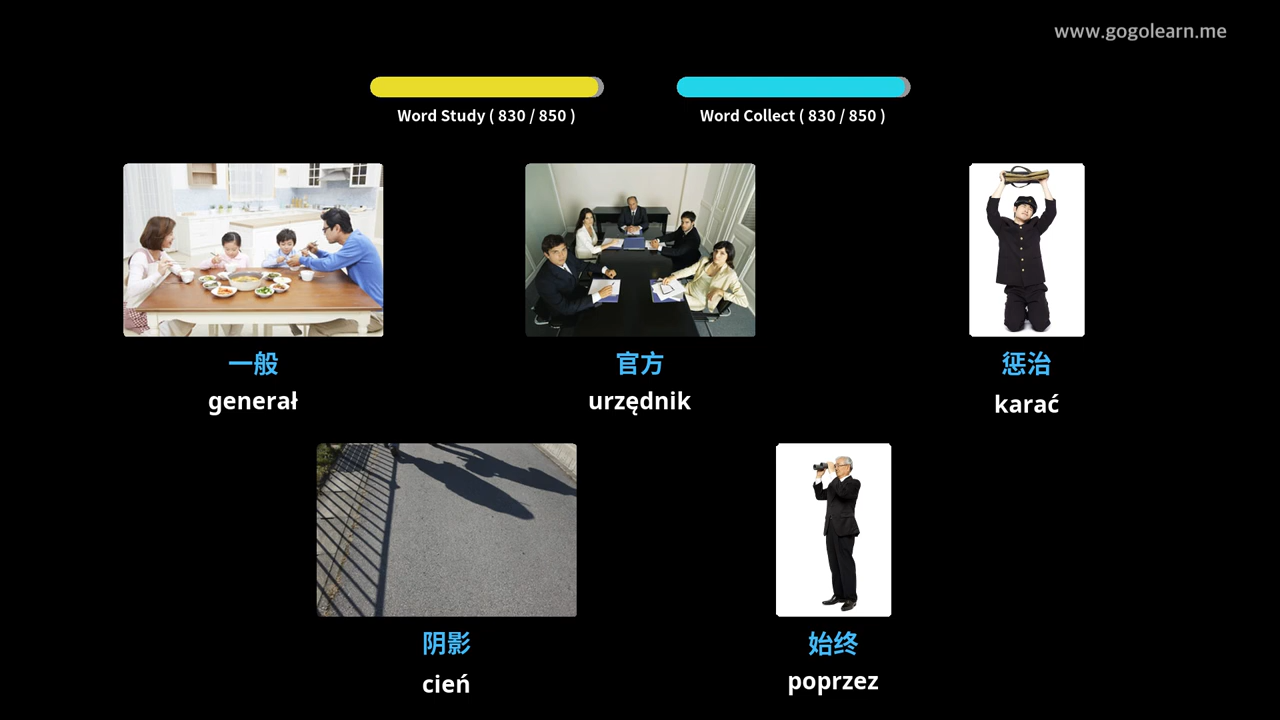 www.gogolearn.me
Word Study ( 830 / 850 )
Word Collect ( 830 / 850 )
一般
generał
官方
urzędnik
惩治
karać
阴影
cień
始终
poprzez